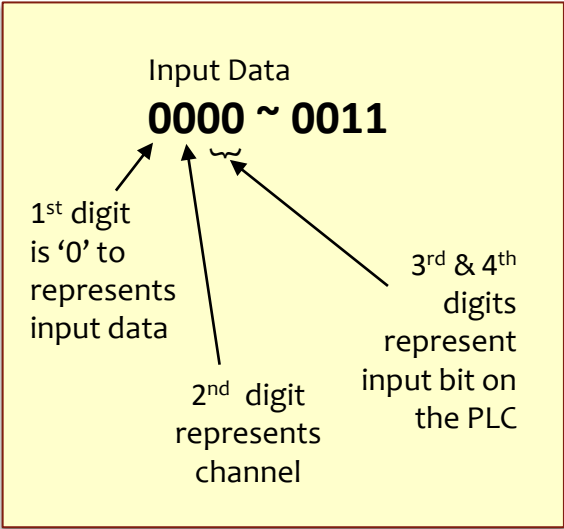 Input Data
0000 ~ 0011
1st digit
is ‘0’ to
represents
input data
2nd digit
represents
channel
3rd & 4th
digits
represent
input bit on
the PLC